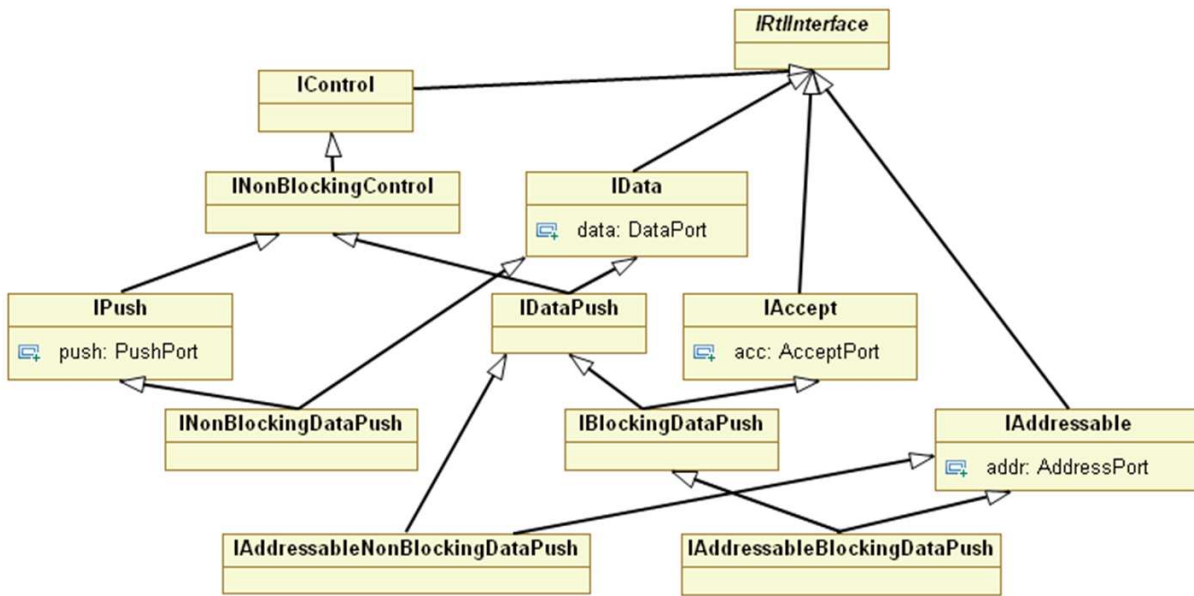 IRtlInterface
IControl
INonBlockingControl
IData
data: DataPort
IPush
push: PushPort
IDataPush
IAccept
acc: AcceptPort
INonBlockingDataPush
IBlockingDataPush
IAddressable
addr: AddressPort
IAddressableNonBlockingDataPush
IAddressableBlockingDataPush